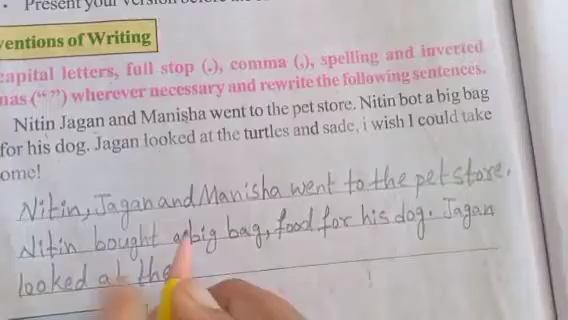 Present your version before the
ventions of Writing
capital letters, full stop (.), comma (,), spelling and inverted
mas (“ ”) wherever necessary and rewrite the following sentences.
Nitin Jagan and Manisha went to the pet store. Nitin bot a big bag
for his dog. Jagan looked at the turtles and sade, i wish I could take
ome!
Nitin, Jagan and Manisha went to the pet store.
Nitin bought a big bag, food for his dog. Jagan
looked at the